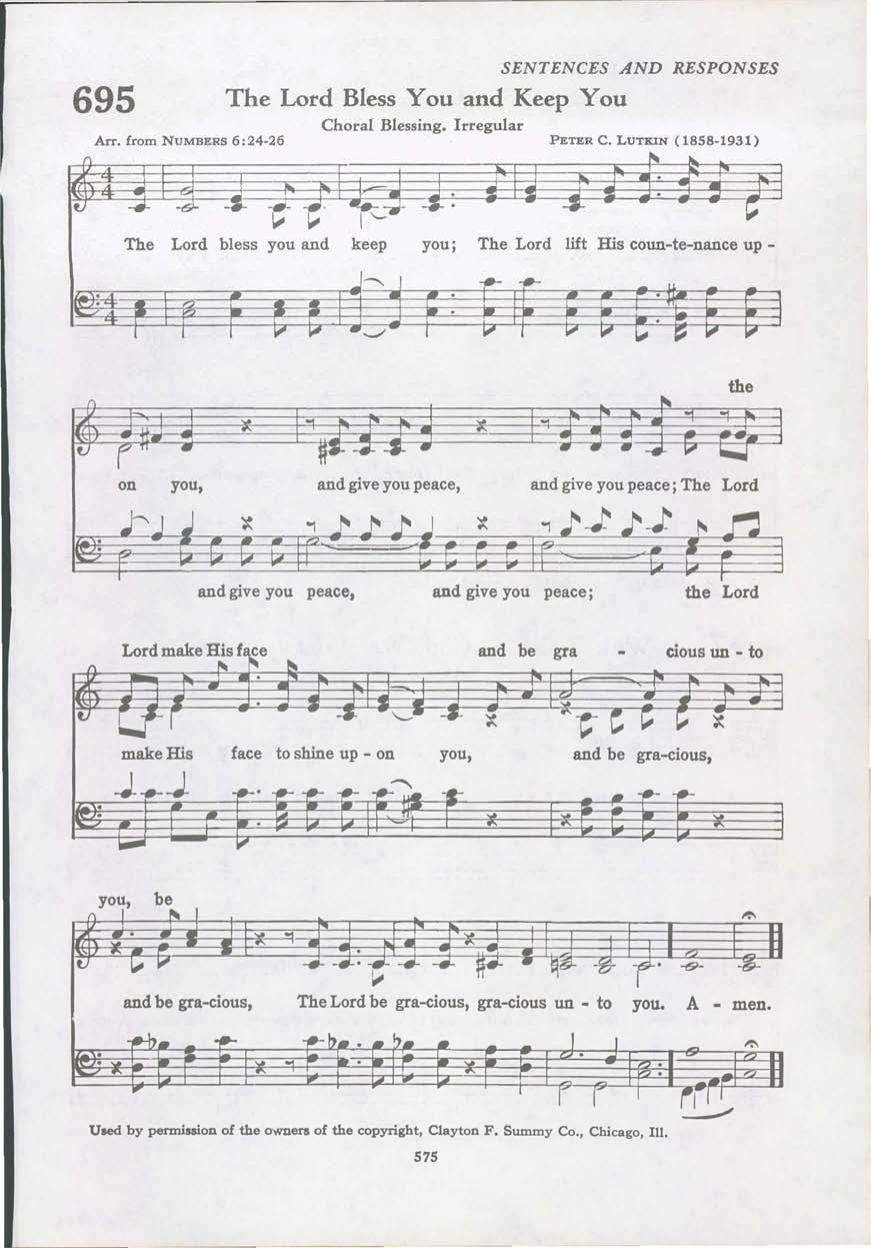 SENTENCES AND RESPONSES
695 The Lord Bless You and Keep You
Choral Blessing. Irregular
Arr. from NUMBERS 6:24-26 PETER C. LUTKIN (1858-1931)
The Lord bless you and keep you; The Lord lift His coun-te-nance up -
the
on you, and give you peace, and give you peace; The Lord
and give you peace, and give you peace; the Lord
Lord make His face and be gra - cious un - to
make His face to shine up - on you, and be gra-cious,
you, be
and be gra-cious, The Lord be gra-cious, gra-cious un - to you. A - men.
Used by permission of the owners of the copyright, Clayton F. Summy Co., Chicago, Ill.
575